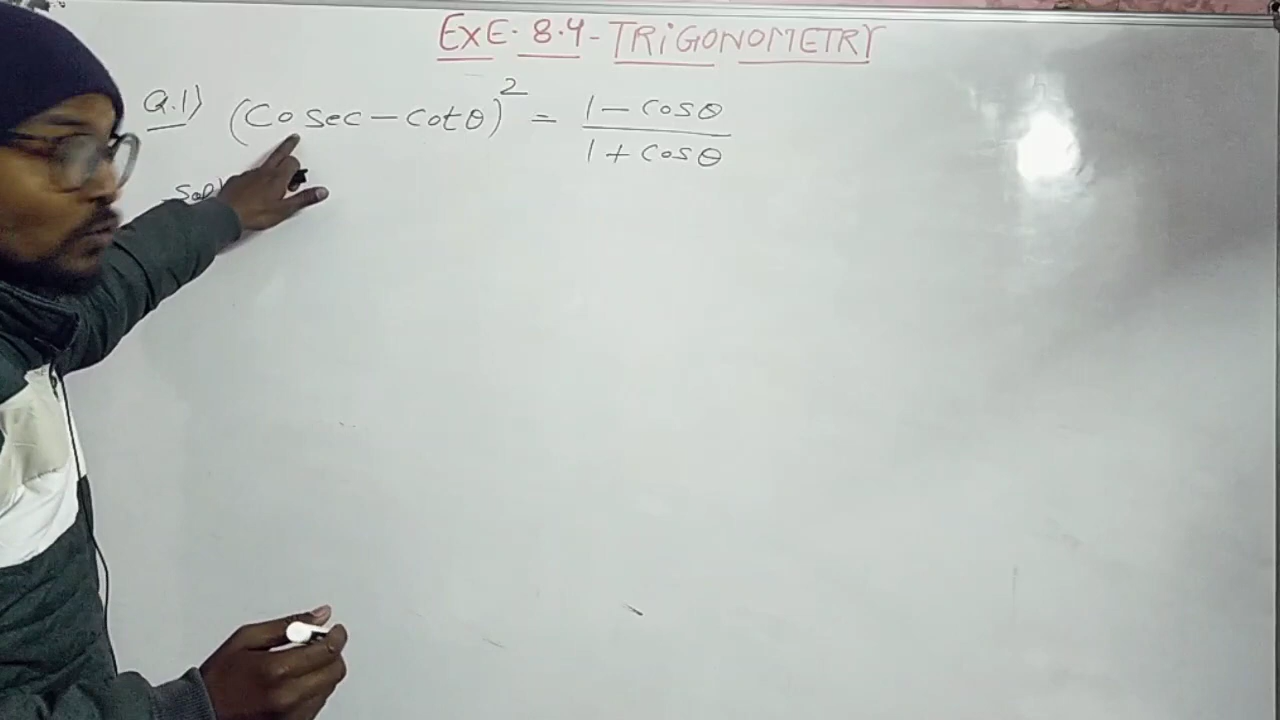 EXE. 8.4 - TRiGONOMETRY
Q.1) (Cosec - cotθ)² = 1 - cosθ / 1 + cosθ